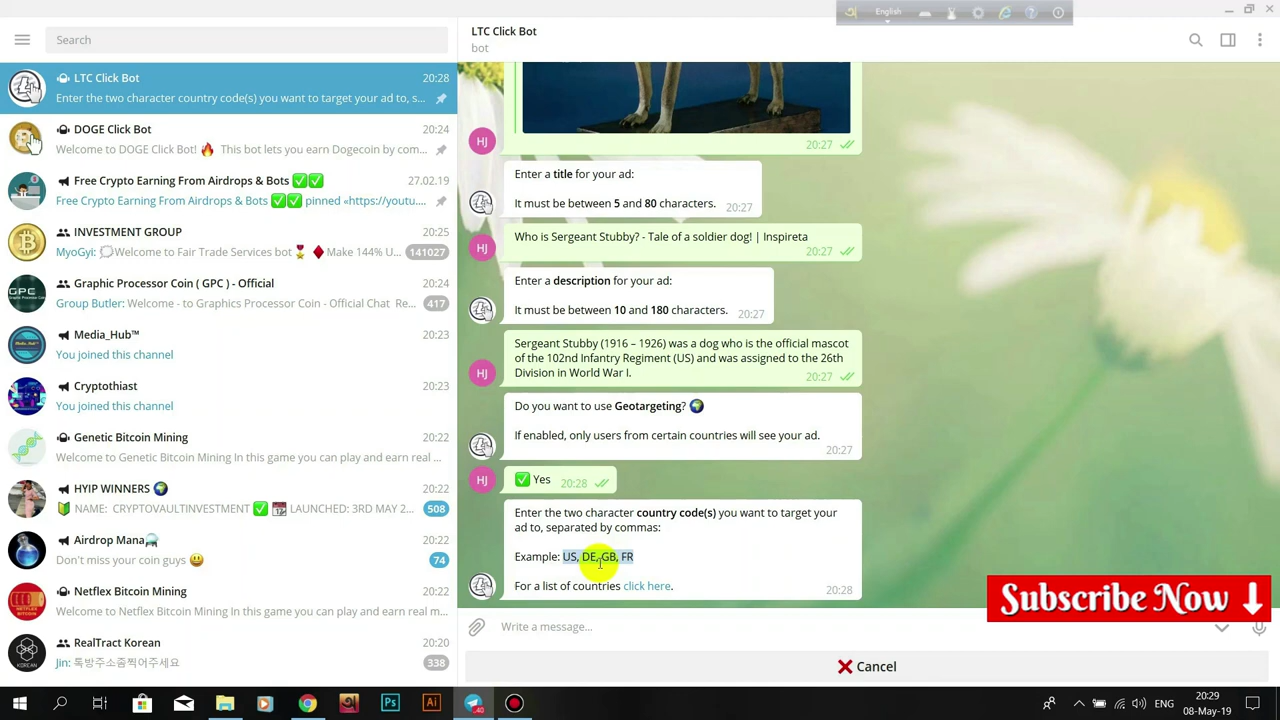 English
Search
LTC Click Bot
bot
LTC Click Bot
20:28
Enter the two character country code(s) you want to target your ad to, s...
DOGE Click Bot
20:24
Welcome to DOGE Click Bot! 🔥 This bot lets you earn Dogecoin by com...
Free Crypto Earning From Airdrops & Bots ✅✅
27.02.19
Free Crypto Earning From Airdrops & Bots ✅✅ pinned «https://youtu....
INVESTMENT GROUP
20:25
MyoGyi: 💭Welcome to Fair Trade Services bot🎖 ♦Make 144% U...
141027
Graphic Processor Coin ( GPC ) - Official
20:24
Group Butler: Welcome - to Graphics Processor Coin - Official Chat Re...
417
Media_Hub™
20:23
You joined this channel
Cryptothiast
20:23
You joined this channel
Genetic Bitcoin Mining
20:22
Welcome to Genetic Bitcoin Mining In this game you can play and earn real ...
HYIP WINNERS 🌍
20:22
🔰 NAME: CRYPTOVAULTINVESTMENT ✅ 📆 LAUNCHED: 3RD MAY 2...
508
Airdrop Mana
20:22
Don't miss your coin guys 😃
74
Netflex Bitcoin Mining
20:21
Welcome to Netflex Bitcoin Mining In this game you can play and earn real ...
RealTract Korean
20:20
Jin: 톡방주소줌찍어주세요
338
HJ
20:27
Enter a title for your ad:
It must be between 5 and 80 characters.
20:27
HJ
Who is Sergeant Stubby? - Tale of a soldier dog! | Inspireta
20:27
Enter a description for your ad:
It must be between 10 and 180 characters.
20:27
Sergeant Stubby (1916 – 1926) was a dog who is the official mascot
of the 102nd Infantry Regiment (US) and was assigned to the 26th
Division in World War I.
HJ
20:27
Do you want to use Geotargeting? 🌍
If enabled, only users from certain countries will see your ad.
20:27
HJ
✅ Yes
20:28
Enter the two character country code(s) you want to target your
ad to, separated by commas:
Example: US, DE, GB, FR
For a list of countries click here.
20:28
Subscribe Now
Write a message...
❌ Cancel
GPC
KOREAN
Ps
Ai
40
ENG
20:29
08-May-19